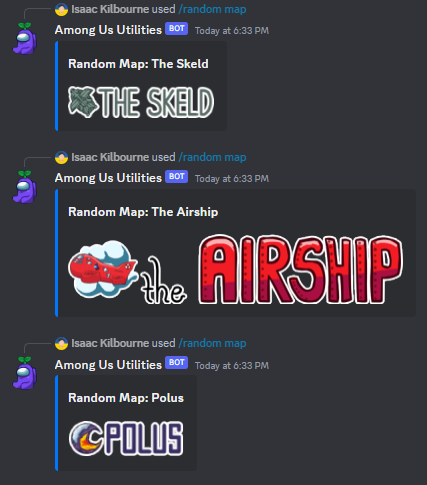 Isaac Kilbourne used /random map
Among Us Utilities BOT Today at 6:33 PM
Random Map: The Skeld
THE SKELD
Isaac Kilbourne used /random map
Among Us Utilities BOT Today at 6:33 PM
Random Map: The Airship
the AIRSHIP
Isaac Kilbourne used /random map
Among Us Utilities BOT Today at 6:33 PM
Random Map: Polus
POLUS